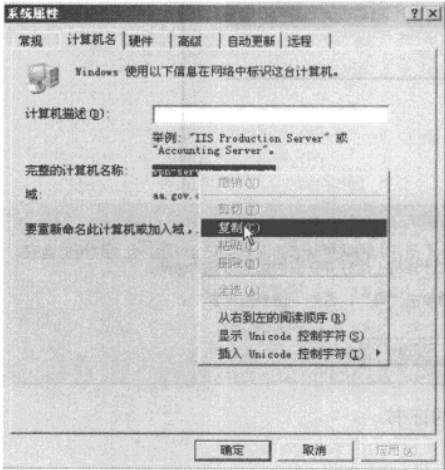 系统属性
常规 计算机名 硬件 高级 自动更新 远程
Windows 使用以下信息在网络中标识这台计算机。
计算机描述(D):
举例: "IIS Production Server" 或
"Accounting Server"。
完整的计算机名称:
域: aa.gov.c
要重新命名此计算机或加入域，
撤销(U)
剪切(T)
复制(C)
粘贴(P)
删除(D)
全选(A)
从右到左的阅读顺序(R)
显示 Unicode 控制字符(S)
插入 Unicode 控制字符(I)
确定 取消 应用(A)